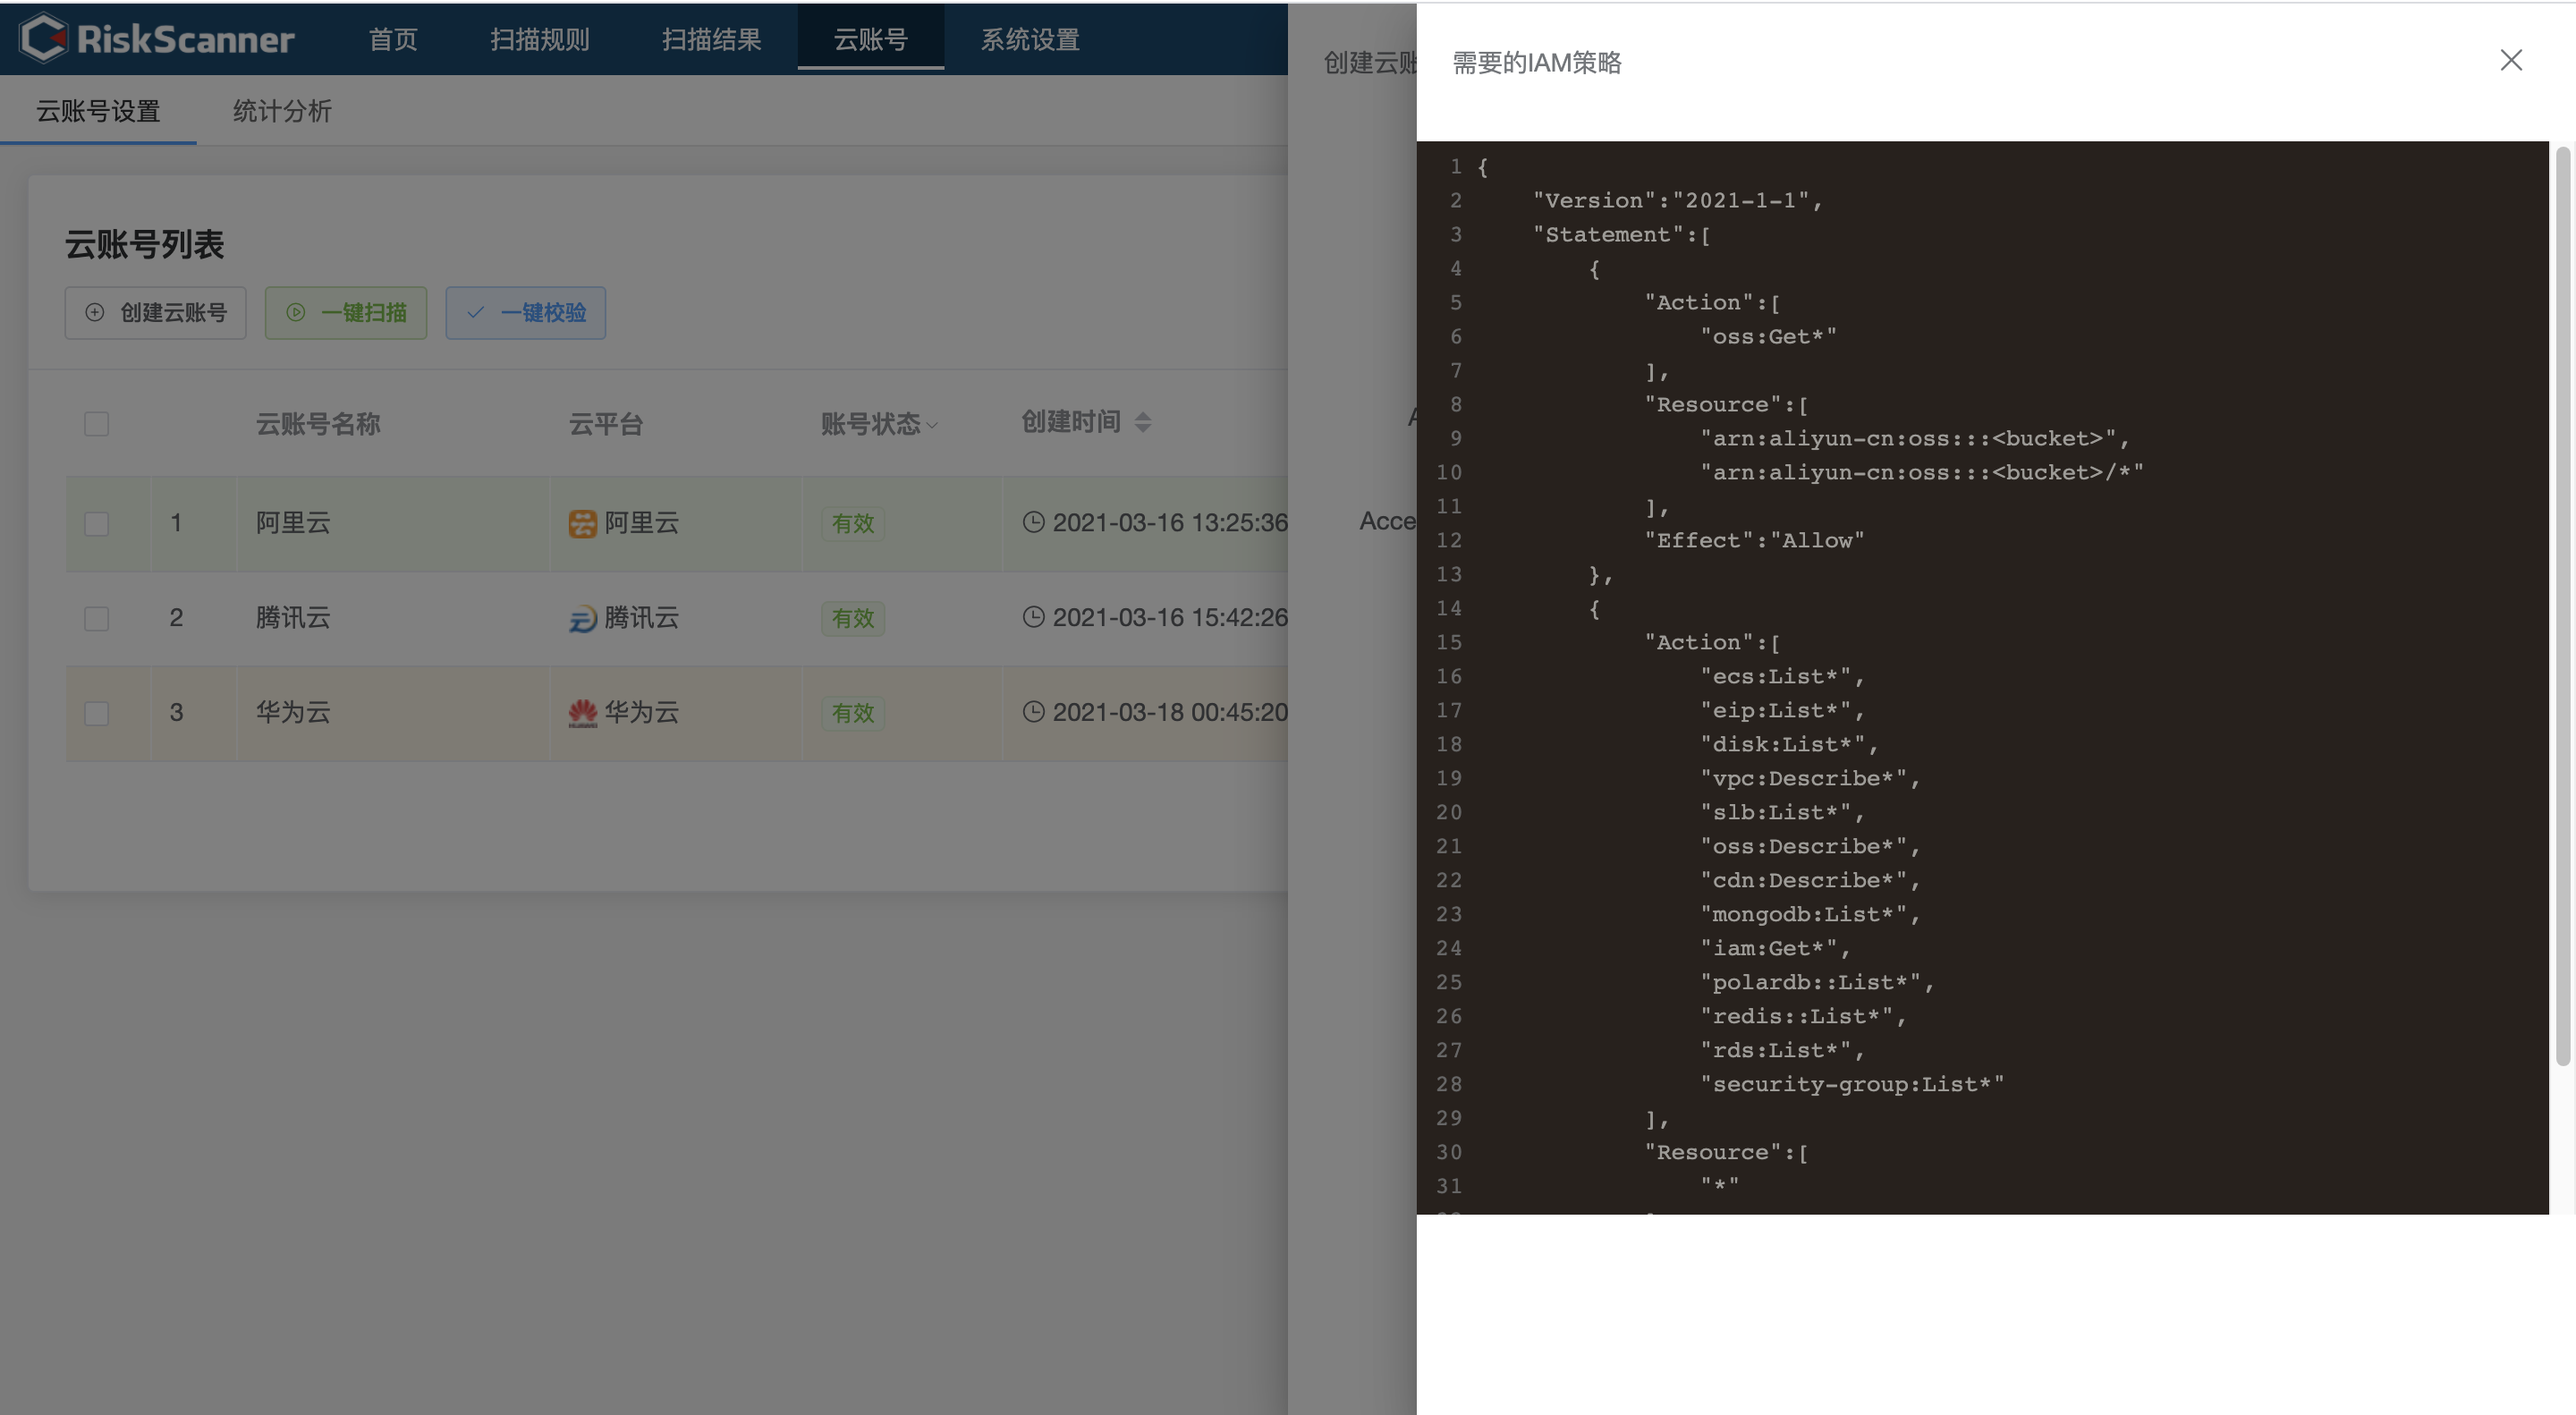 RiskScanner
首页
扫描规则
扫描结果
云账号
系统设置
云账号设置
统计分析
云账号列表
创建云账号
一键扫描
一键校验
云账号名称
云平台
账号状态
创建时间
1
阿里云
阿里云
有效
2021-03-16 13:25:36
2
腾讯云
腾讯云
有效
2021-03-16 15:42:26
3
华为云
HUAWEI
华为云
有效
2021-03-18 00:45:20
创建云账
Acce
需要的IAM策略
1 {
2     "Version":"2021-1-1",
3     "Statement":[
4         {
5             "Action":[
6                 "oss:Get*"
7             ],
8             "Resource":[
9                 "arn:aliyun-cn:oss:::<bucket>",
10                 "arn:aliyun-cn:oss:::<bucket>/*"
11             ],
12             "Effect":"Allow"
13         },
14         {
15             "Action":[
16                 "ecs:List*",
17                 "eip:List*",
18                 "disk:List*",
19                 "vpc:Describe*",
20                 "slb:List*",
21                 "oss:Describe*",
22                 "cdn:Describe*",
23                 "mongodb:List*",
24                 "iam:Get*",
25                 "polardb::List*",
26                 "redis::List*",
27                 "rds:List*",
28                 "security-group:List*"
29             ],
30             "Resource":[
31                 "*"